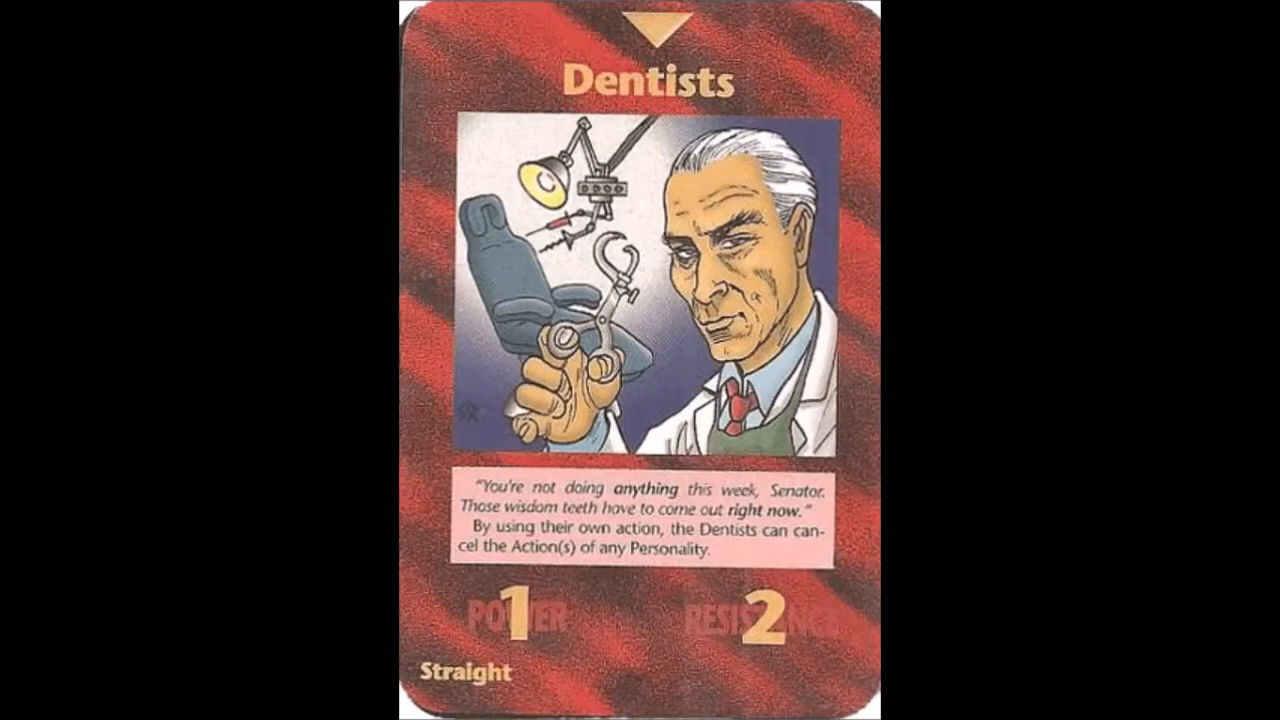 Dentists
"You're not doing anything this week, Senator.
Those wisdom teeth have to come out right now."
By using their own action, the Dentists can can-
cel the Action(s) of any Personality.
POWER 1 RESISTANCE 2
Straight